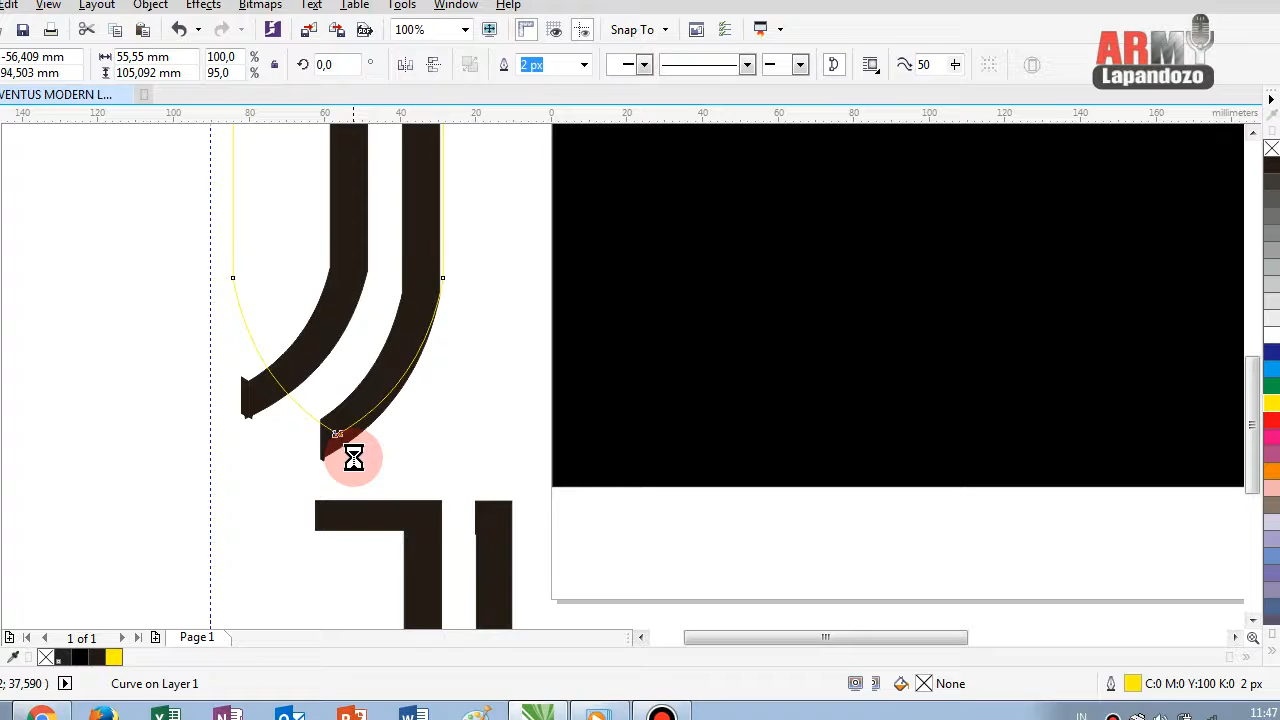 Edit View Layout Object Effects Bitmaps Text Table Tools Window Help
100% Snap To
-56,409 mm 55,55 mm 100,0 % 0,0 ° 2 px 50
94,503 mm 105,092 mm 95,0 %
ARM
Lapandozo
VENTUS MODERN L...
140 120 100 80 60 40 20 0 20 40 60 80 100 120 140 160 millimeters
1 of 1 Page 1
2; 37,590 ) Curve on Layer 1 None C:0 M:0 Y:100 K:0 2 px
IN 11:47